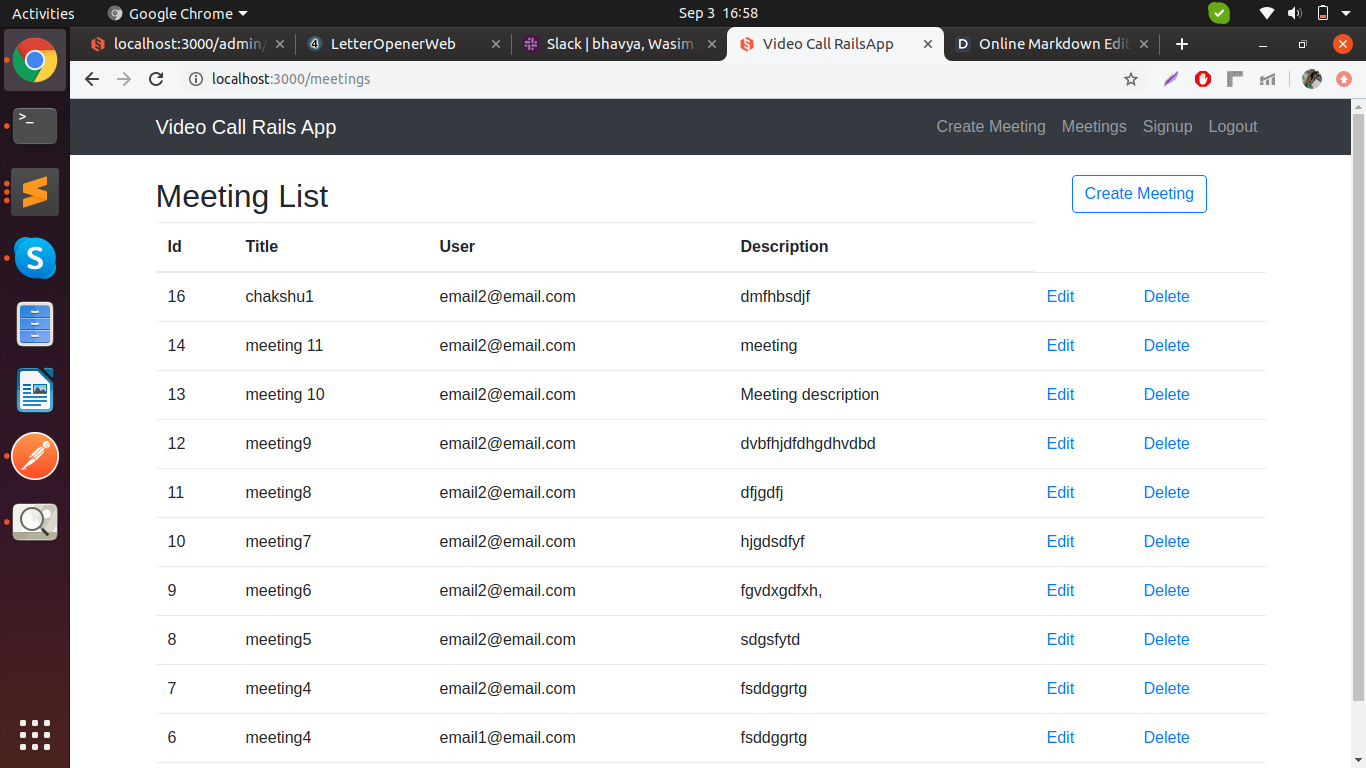 Activities Google Chrome Sep 3 16:58
localhost:3000/admin/ LetterOpenerWeb Slack | bhavya, Wasim Video Call RailsApp Online Markdown Edit
localhost:3000/meetings
Video Call Rails App Create Meeting Meetings Signup Logout
Meeting List Create Meeting
Id Title User Description
16 chakshu1 email2@email.com dmfhbsdjf Edit Delete
14 meeting 11 email2@email.com meeting Edit Delete
13 meeting 10 email2@email.com Meeting description Edit Delete
12 meeting9 email2@email.com dvbfhjdfdhgdhvdbd Edit Delete
11 meeting8 email2@email.com dfjgdfj Edit Delete
10 meeting7 email2@email.com hjgdsdfyf Edit Delete
9 meeting6 email2@email.com fgvdxgdfxh, Edit Delete
8 meeting5 email2@email.com sdgsfytd Edit Delete
7 meeting4 email2@email.com fsddggrtg Edit Delete
6 meeting4 email1@email.com fsddggrtg Edit Delete